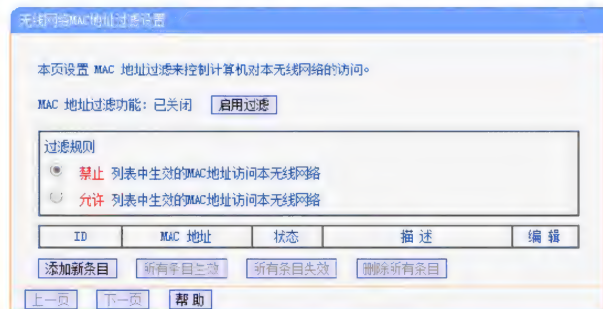 无线网络MAC地址过滤设置
本页设置 MAC 地址过滤来控制计算机对本无线网络的访问。
MAC 地址过滤功能：已关闭 启用过滤
过滤规则
禁止 列表中生效的MAC地址访问本无线网络
允许 列表中生效的MAC地址访问本无线网络
ID MAC 地址 状态 描 述 编 辑
添加新条目 所有条目生效 所有条目失效 删除所有条目
上一页 下一页 帮 助